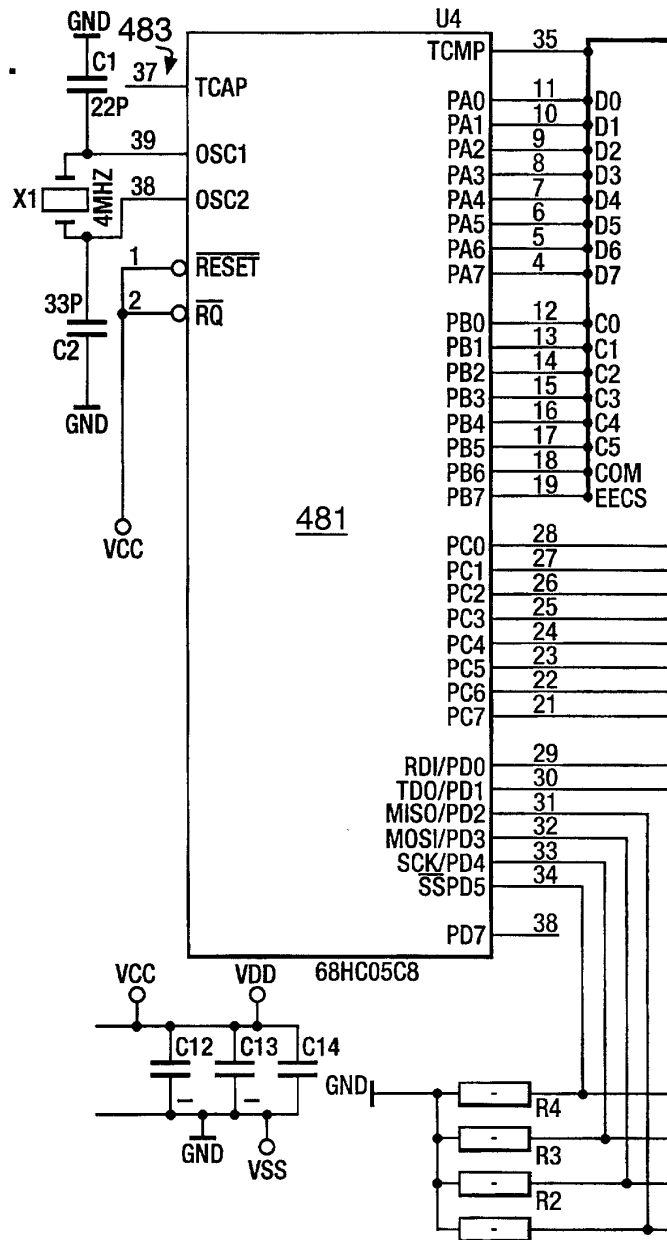 GND
483
U4
C1
22P
37
TCAP
39
OSC1
X1
4MHZ
38
OSC2
1
RESET
2
RQ
33P
C2
GND
VCC
481
TCMP 35
PA0 11 D0
PA1 10 D1
PA2 9 D2
PA3 8 D3
PA4 7 D4
PA5 6 D5
PA6 5 D6
PA7 4 D7
PB0 12 C0
PB1 13 C1
PB2 14 C2
PB3 15 C3
PB4 16 C4
PB5 17 C5
PB6 18 COM
PB7 19 EECS
PC0 28
PC1 27
PC2 26
PC3 25
PC4 24
PC5 23
PC6 22
PC7 21
RDI/PD0 29
TDO/PD1 30
MISO/PD2 31
MOSI/PD3 32
SCK/PD4 33
SSPD5 34
PD7 38
68HC05C8
VCC
VDD
C12
C13
C14
GND
VSS
GND
R4
R3
R2